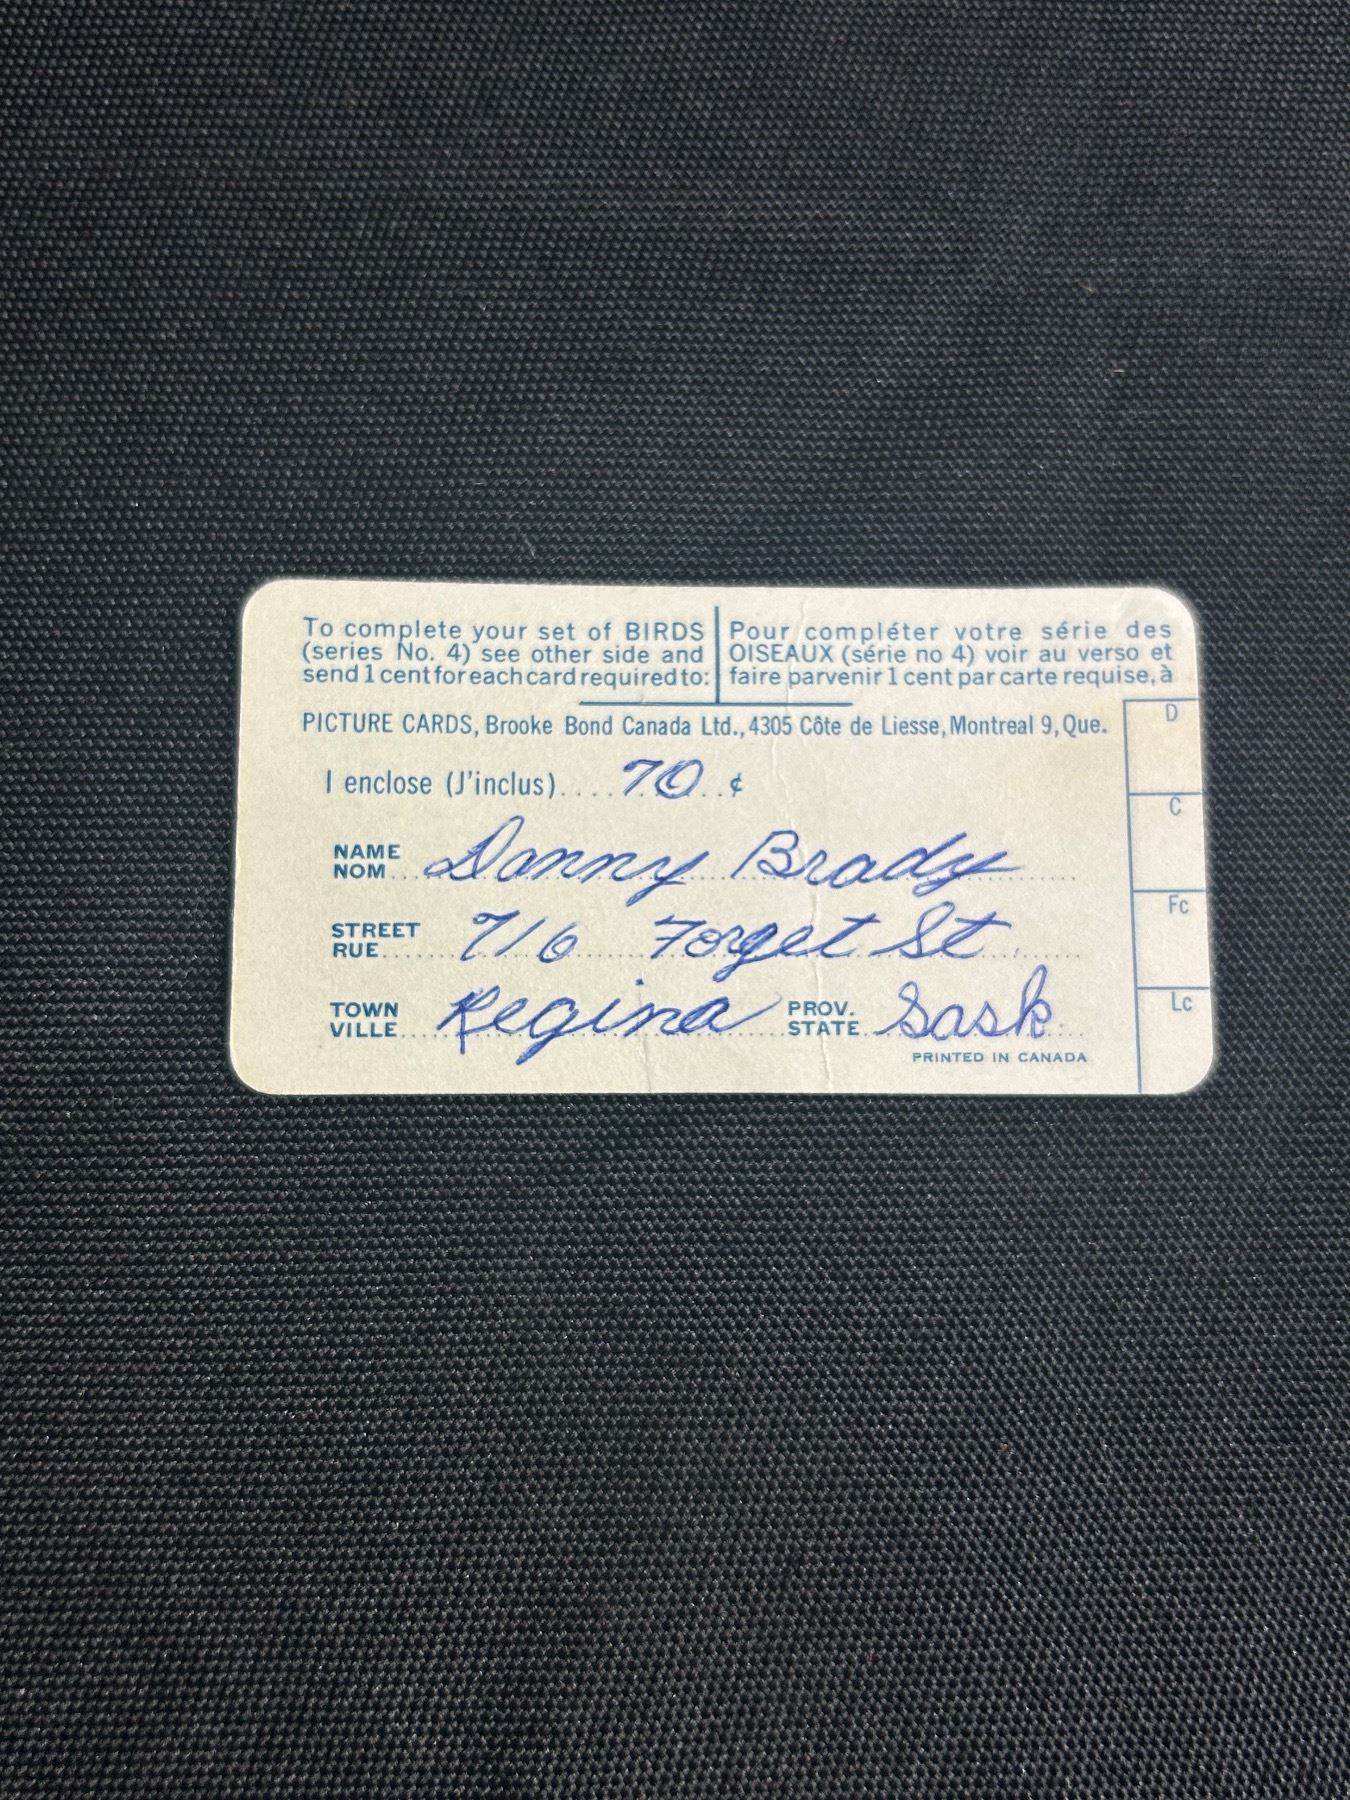 To complete your set of BIRDS
(series No. 4) see other side and
send 1 cent for each card required to:
Pour compléter votre série des
OISEAUX (série no 4) voir au verso et
faire parvenir 1 cent par carte requise, à
PICTURE CARDS, Brooke Bond Canada Ltd., 4305 Côte de Liesse, Montreal 9, Que.
D
C
Fc
Lc
I enclose (J'inclus).... 70 ..¢
NAME
NOM
Danny Brady
STREET
RUE
716 Forget St
TOWN
VILLE
Regina
PROV.
STATE
Sask
PRINTED IN CANADA